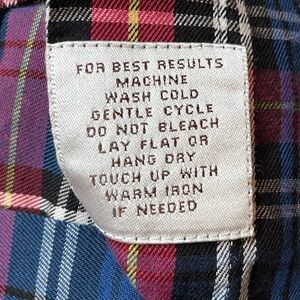 FOR BEST RESULTS
MACHINE
WASH COLD
GENTLE CYCLE
DO NOT BLEACH
LAY FLAT OR
HANG DRY
TOUCH UP WITH
WARM IRON
IF NEEDED